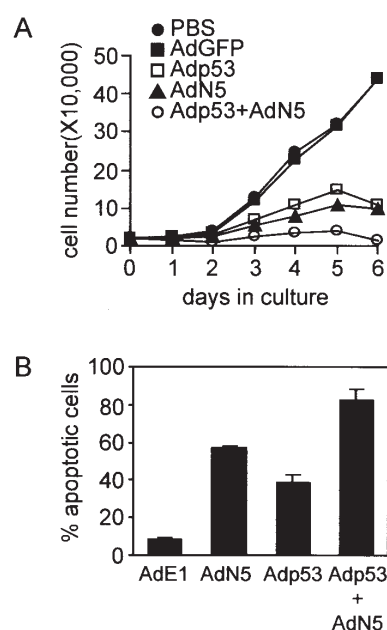 A
PBS
AdGFP
Adp53
AdN5
Adp53+AdN5
cell number(X10,000)
50
40
30
20
10
0
0 1 2 3 4 5 6
days in culture
B
% apoptotic cells
100
80
60
40
20
0
AdE1 AdN5 Adp53 Adp53
+
AdN5